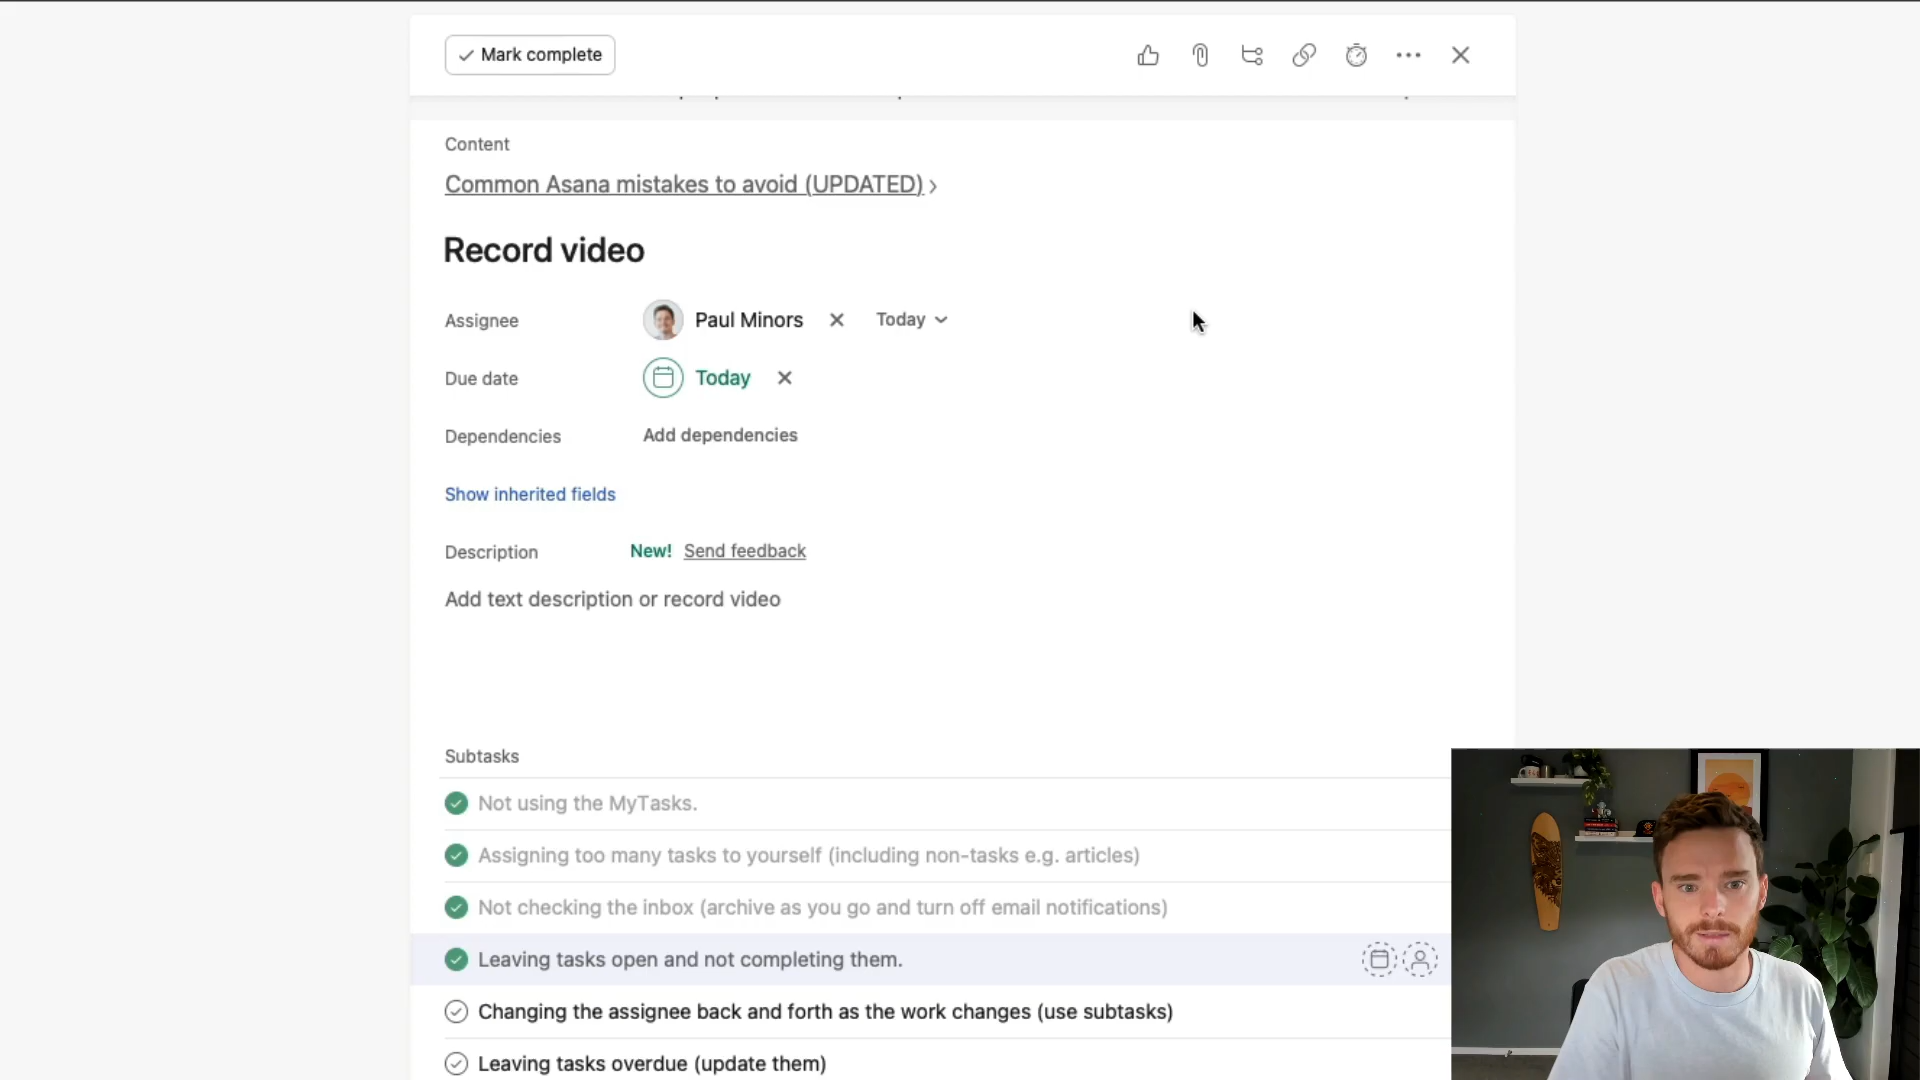 Mark complete
Content
Common Asana mistakes to avoid (UPDATED) ›
Record video
Assignee Paul Minors Today
Due date Today
Dependencies Add dependencies
Show inherited fields
Description New! Send feedback
Add text description or record video
Subtasks
Not using the MyTasks.
Assigning too many tasks to yourself (including non-tasks e.g. articles)
Not checking the inbox (archive as you go and turn off email notifications)
Leaving tasks open and not completing them.
Changing the assignee back and forth as the work changes (use subtasks)
Leaving tasks overdue (update them)